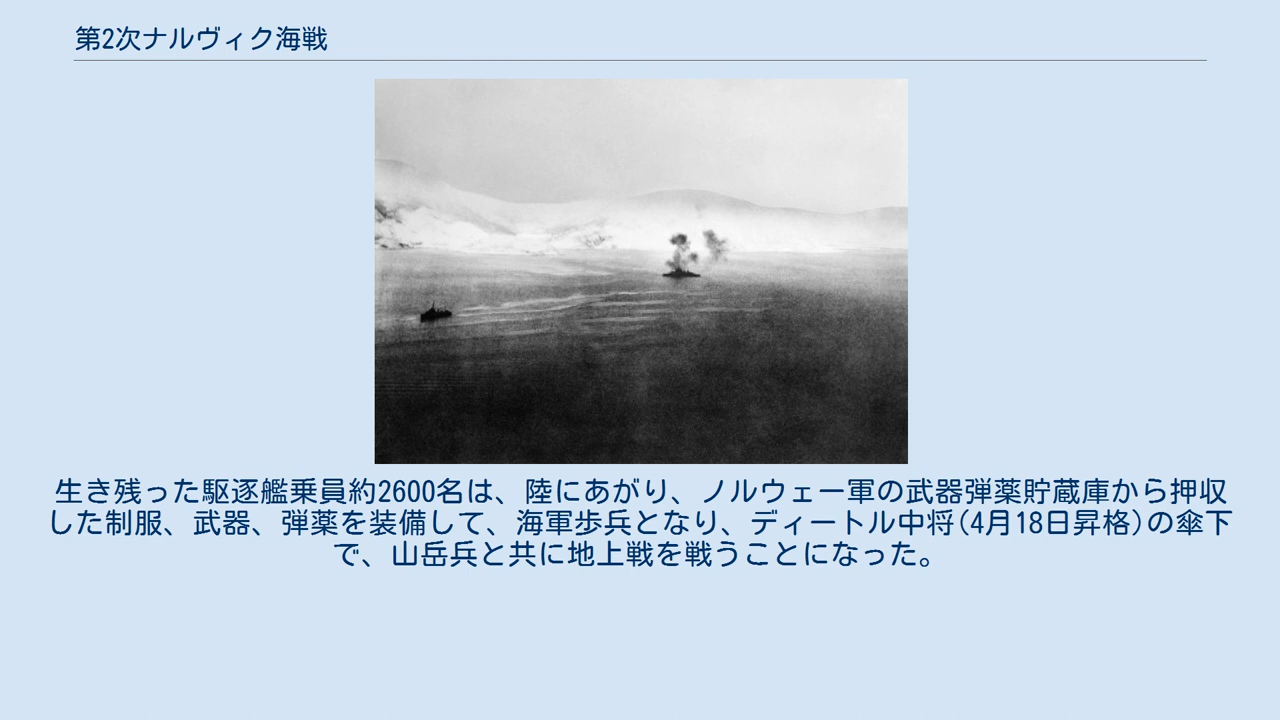 第2次ナルヴィク海戦
生き残った駆逐艦乗員約2600名は、陸にあがり、ノルウェー軍の武器弾薬貯蔵庫から押収
した制服、武器、弾薬を装備して、海軍歩兵となり、ディートル中将(4月18日昇格)の傘下
で、山岳兵と共に地上戦を戦うことになった。